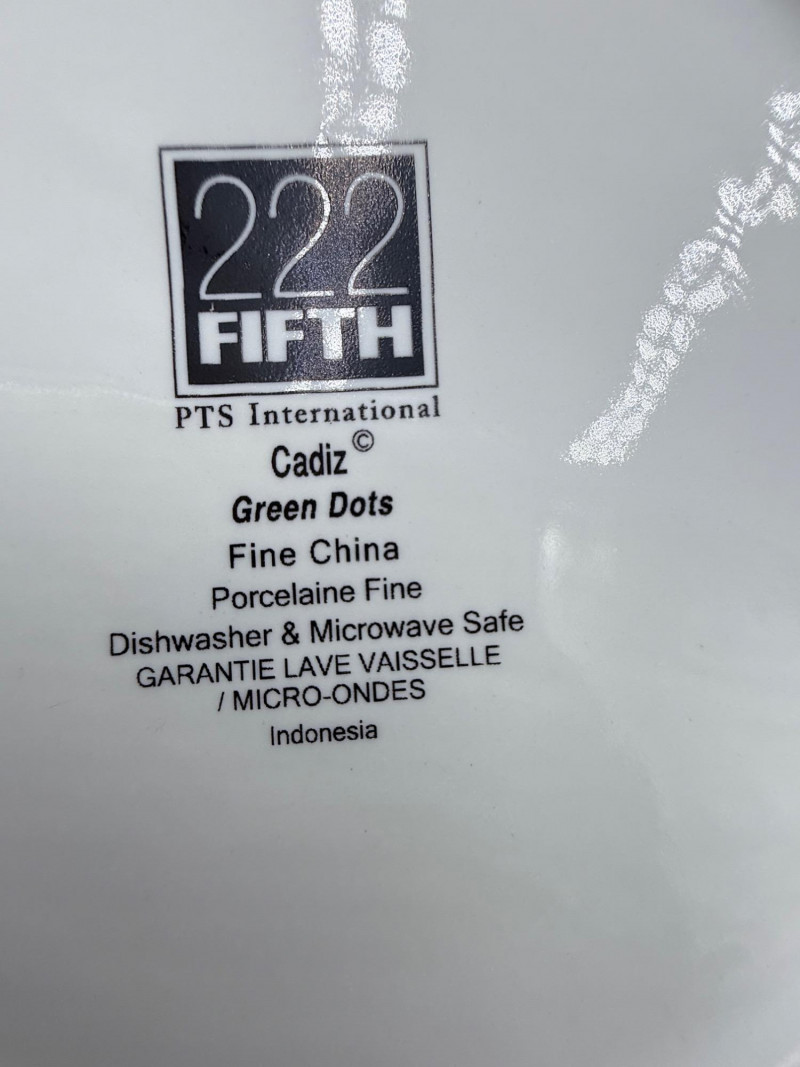 222
FIFTH
PTS International
Cadiz©
Green Dots
Fine China
Porcelaine Fine
Dishwasher & Microwave Safe
GARANTIE LAVE VAISSELLE
/ MICRO-ONDES
Indonesia